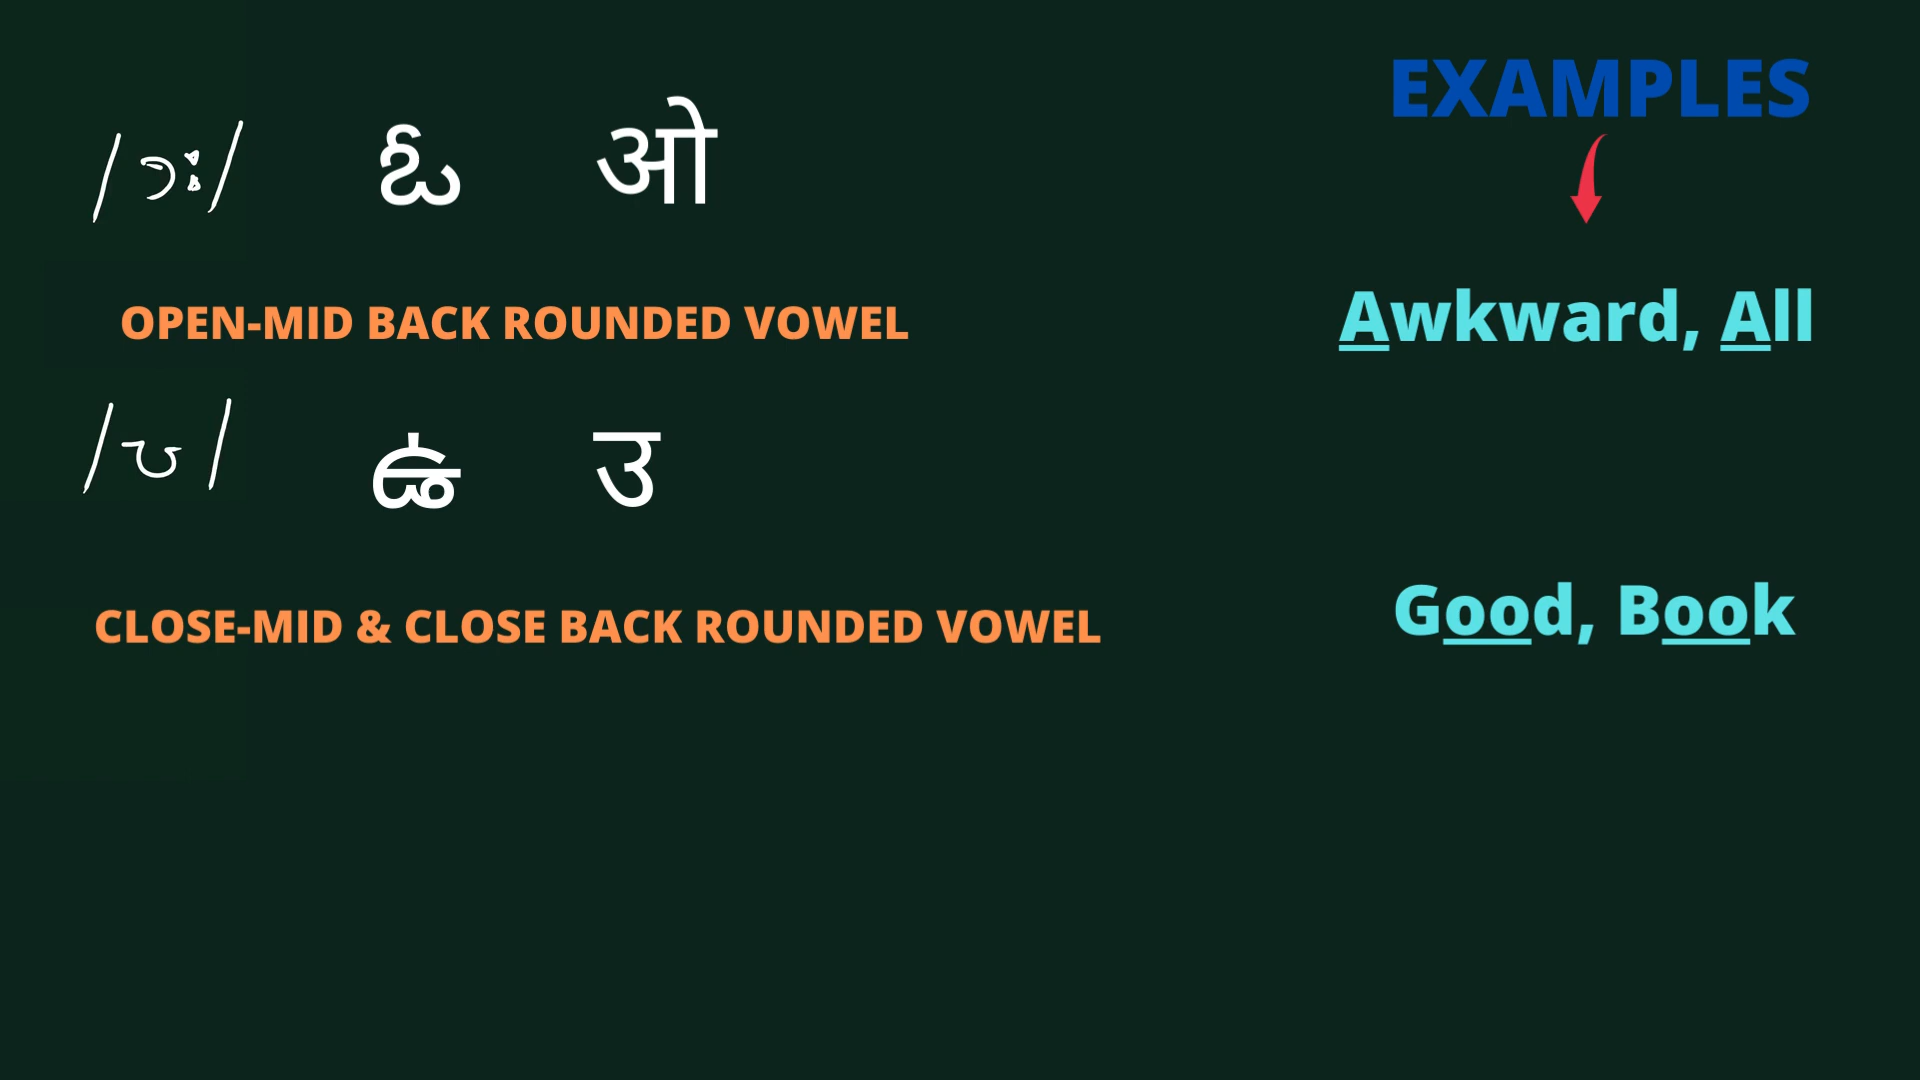 EXAMPLES
/ɔː/ ఓ ओ
OPEN-MID BACK ROUNDED VOWEL
Awkward, All
/ʊ/ ఉ उ
CLOSE-MID & CLOSE BACK ROUNDED VOWEL
Good, Book